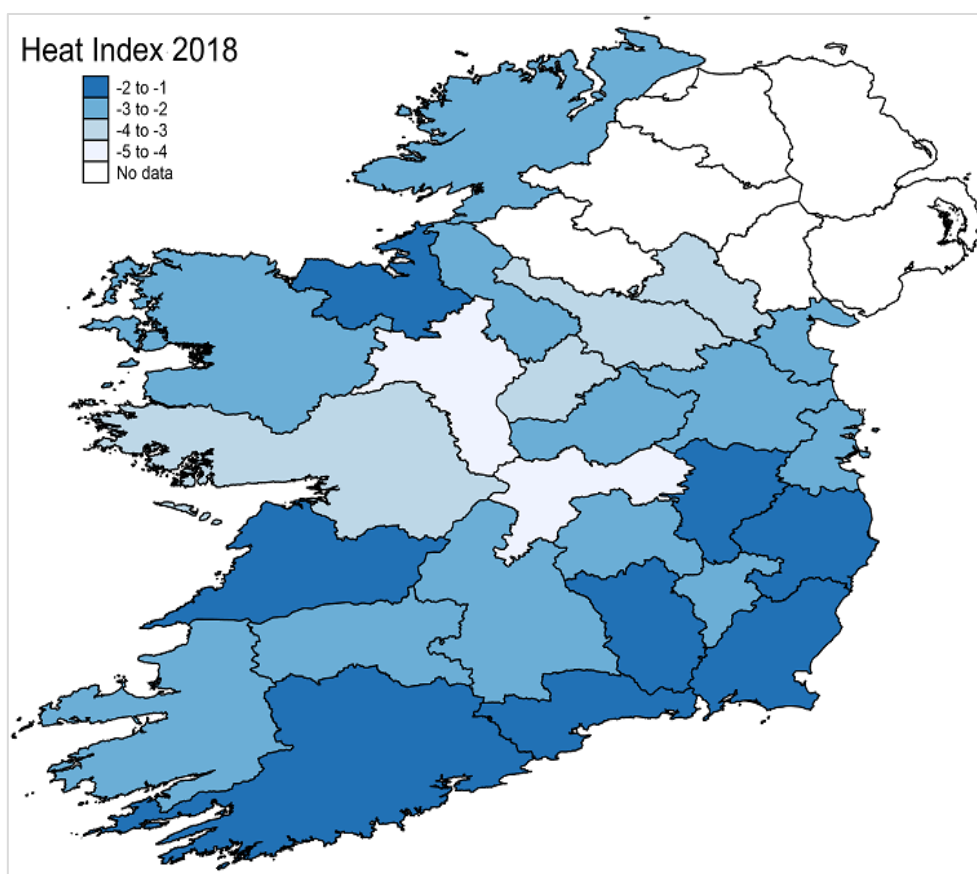 Heat Index 2018
-2 to -1
-3 to -2
-4 to -3
-5 to -4
No data